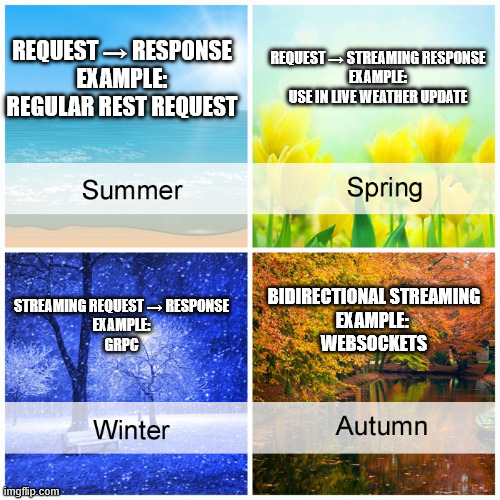 REQUEST → RESPONSE
EXAMPLE:
REGULAR REST REQUEST
Summer
REQUEST → STREAMING RESPONSE
EXAMPLE:
USE IN LIVE WEATHER UPDATE
Spring
STREAMING REQUEST → RESPONSE
EXAMPLE:
GRPC
Winter
BIDIRECTIONAL STREAMING
EXAMPLE:
WEBSOCKETS
Autumn
imgflip.com